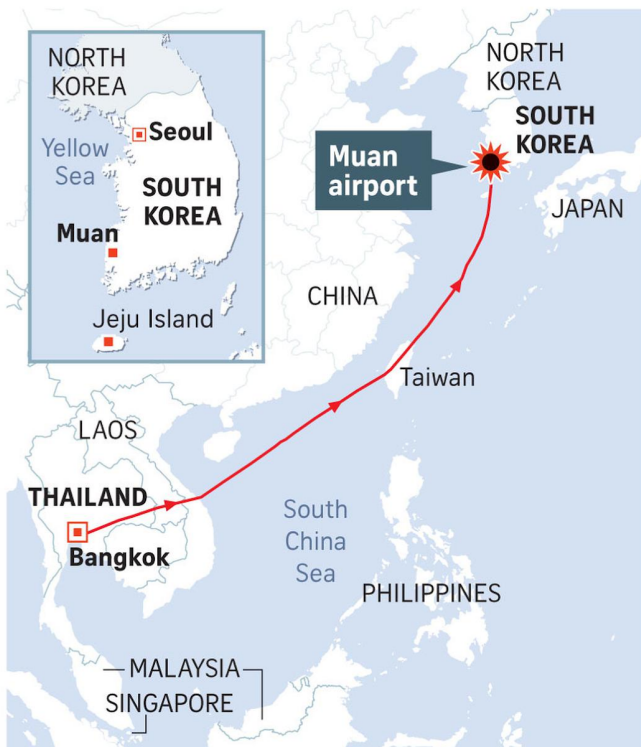 NORTH
KOREA
Seoul
Yellow
Sea
SOUTH
KOREA
Muan
Jeju Island
NORTH
KOREA
SOUTH
KOREA
Muan
airport
JAPAN
CHINA
Taiwan
LAOS
THAILAND
Bangkok
South
China
Sea
PHILIPPINES
MALAYSIA
SINGAPORE